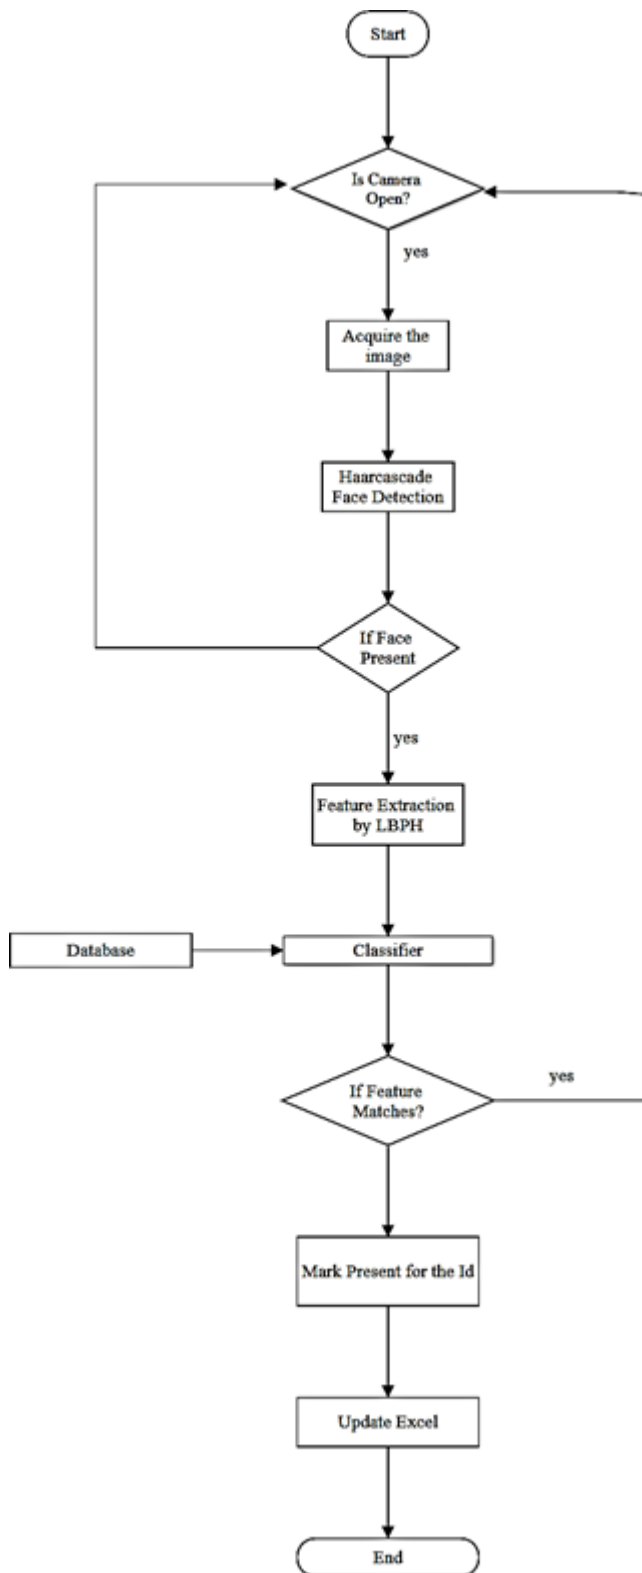 Start
Is Camera
Open?
yes
Acquire the
image
Haarcascade
Face Detection
If Face
Present
yes
Feature Extraction
by LBPH
Database
Classifier
If Feature
Matches?
yes
Mark Present for the Id
Update Excel
End